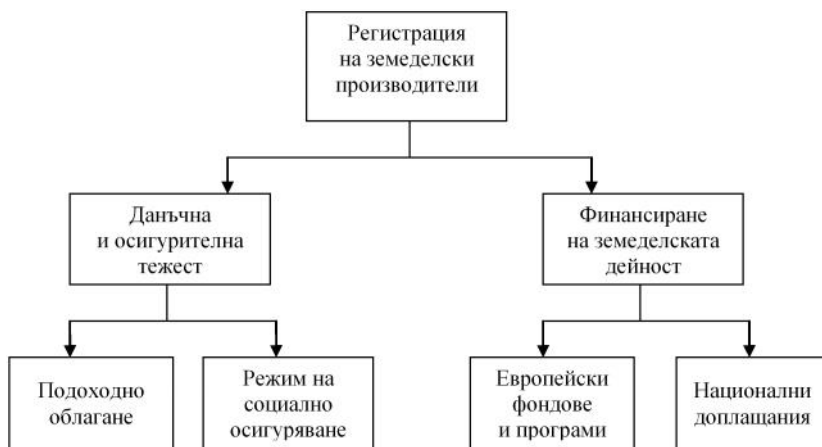 Регистрация
на земеделски
производители
Данъчна
и осигурителна
тежест
Финансиране
на земеделската
дейност
Подоходно
облагане
Режим на
социално
осигуряване
Европейски
фондове
и програми
Национални
доплащания